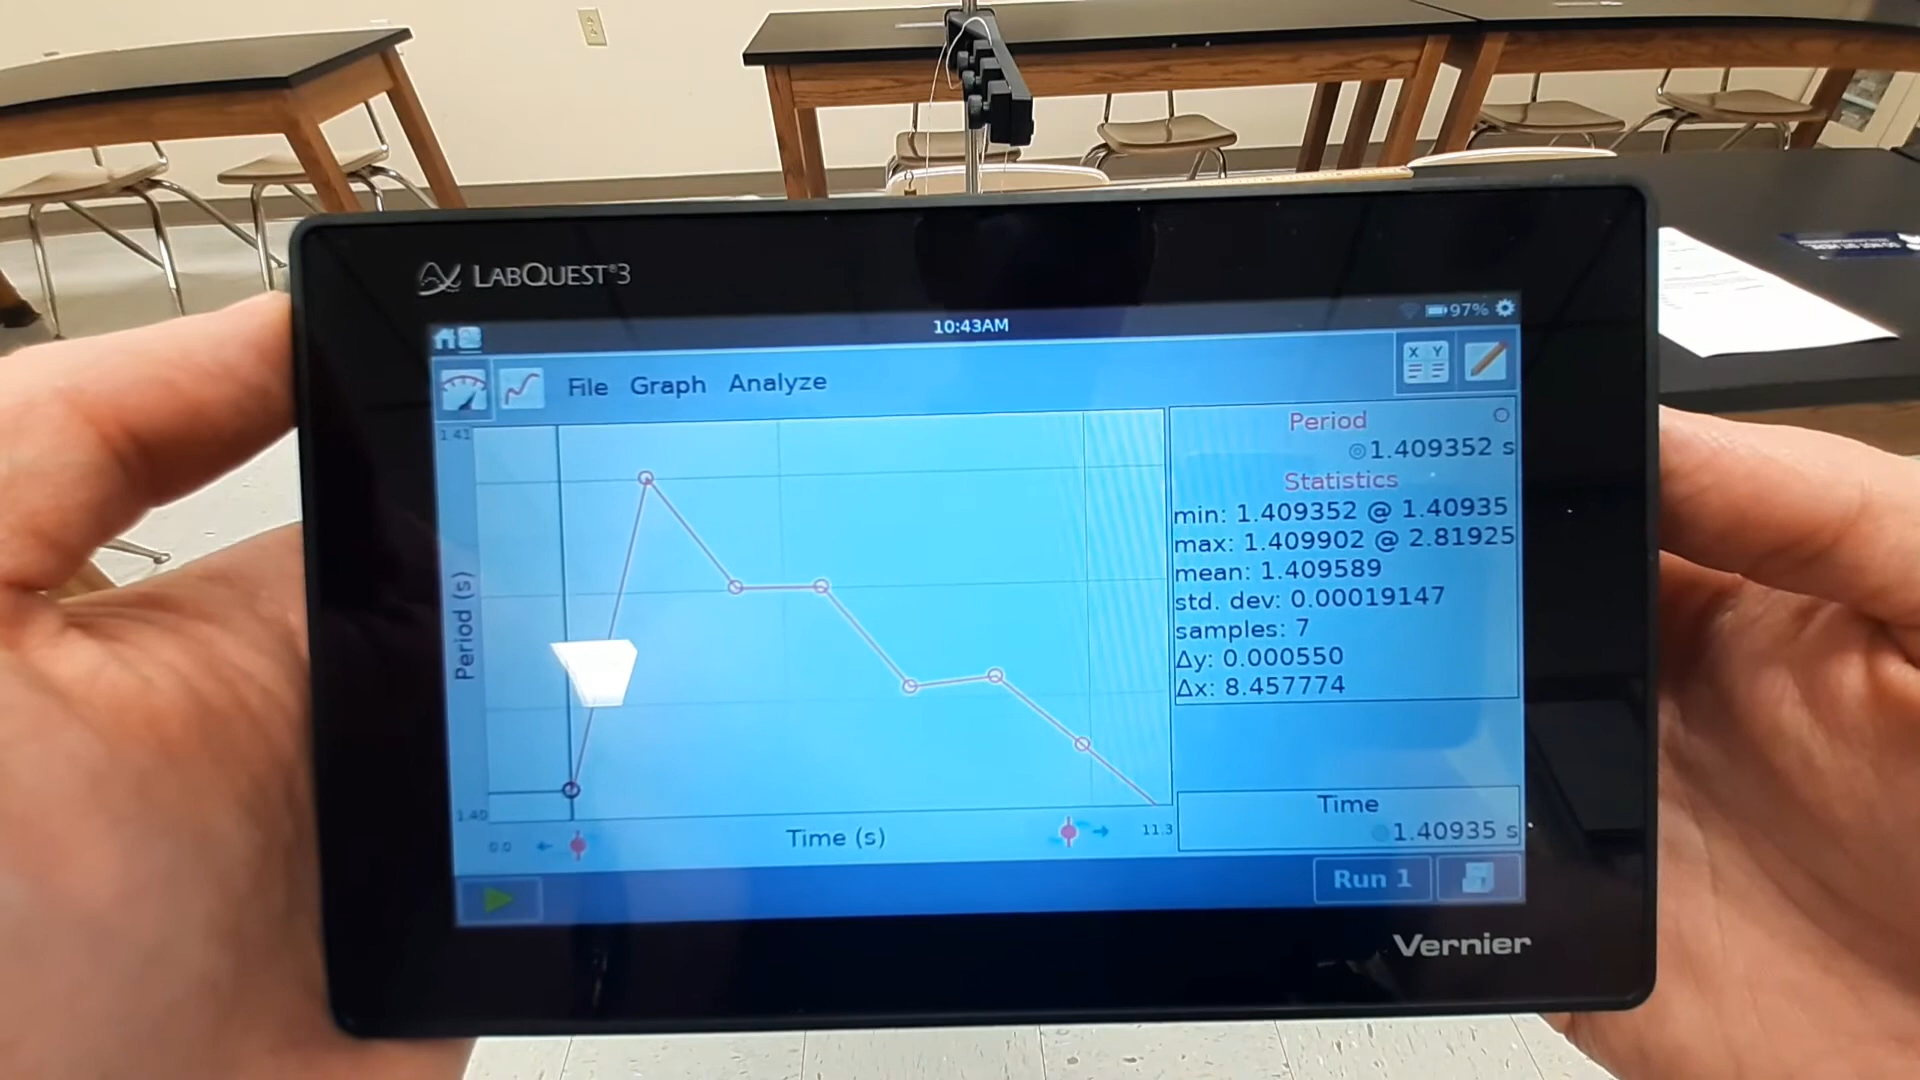 LABQUEST®3
10:43AM
97%
File Graph Analyze
X Y
1.41
Period (s)
1.40
0.0
Time (s)
11.3
Period
1.409352 s
Statistics
min: 1.409352 @ 1.40935
max: 1.409902 @ 2.81925
mean: 1.409589
std. dev: 0.00019147
samples: 7
Δy: 0.000550
Δx: 8.457774
Time
1.40935 s
Run 1
Vernier